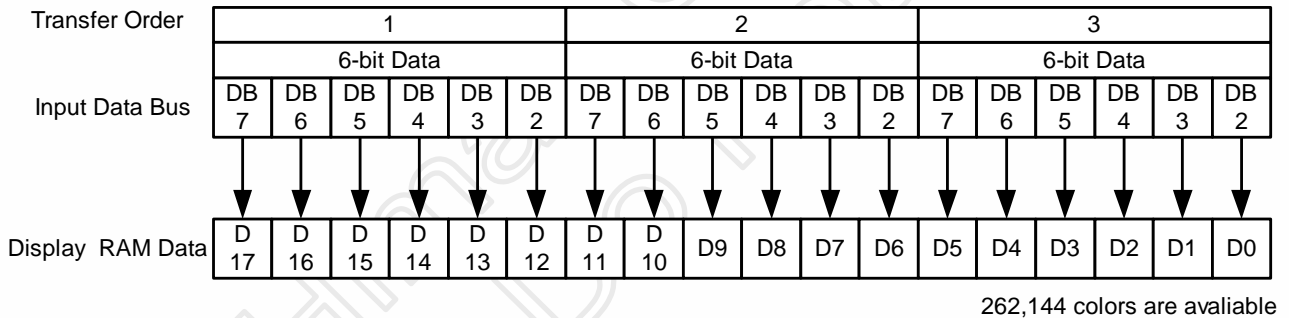 Transfer Order 1 2 3
6-bit Data 6-bit Data 6-bit Data
Input Data Bus DB 7 DB 6 DB 5 DB 4 DB 3 DB 2 DB 7 DB 6 DB 5 DB 4 DB 3 DB 2 DB 7 DB 6 DB 5 DB 4 DB 3 DB 2
Display RAM Data D 17 D 16 D 15 D 14 D 13 D 12 D 11 D 10 D9 D8 D7 D6 D5 D4 D3 D2 D1 D0
262,144 colors are avaliable